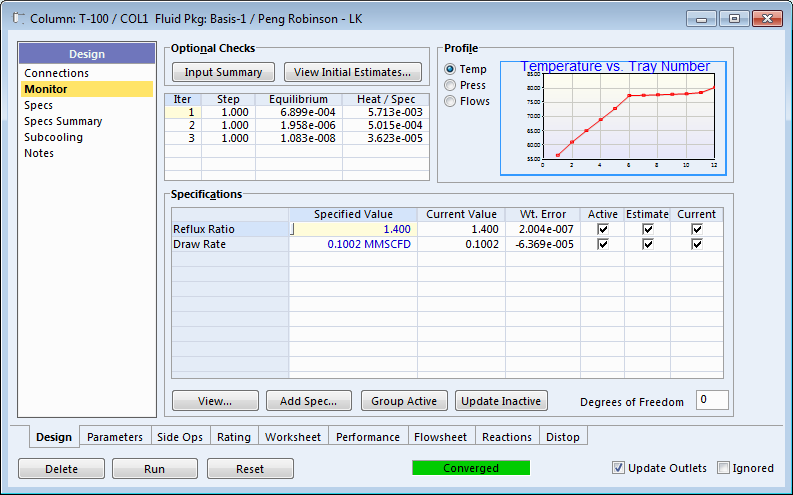 Column: T-100 / COL1 Fluid Pkg: Basis-1 / Peng Robinson - LK
Design
Connections
Monitor
Specs
Specs Summary
Subcooling
Notes
Optional Checks
Input Summary View Initial Estimates...
Iter Step Equilibrium Heat / Spec
1 1.000 6.899e-004 5.713e-003
2 1.000 1.958e-006 5.015e-004
3 1.000 1.083e-008 3.623e-005
Profile
Temp
Press
Flows
Temperature vs. Tray Number
85.00
80.00
75.00
70.00
65.00
60.00
55.00
0 2 4 6 8 10 12
Specifications
Specified Value Current Value Wt. Error Active Estimate Current
Reflux Ratio 1.400 1.400 2.004e-007
Draw Rate 0.1002 MMSCFD 0.1002 -6.369e-005
View... Add Spec... Group Active Update Inactive Degrees of Freedom 0
Design Parameters Side Ops Rating Worksheet Performance Flowsheet Reactions Distop
Delete Run Reset Converged Update Outlets Ignored